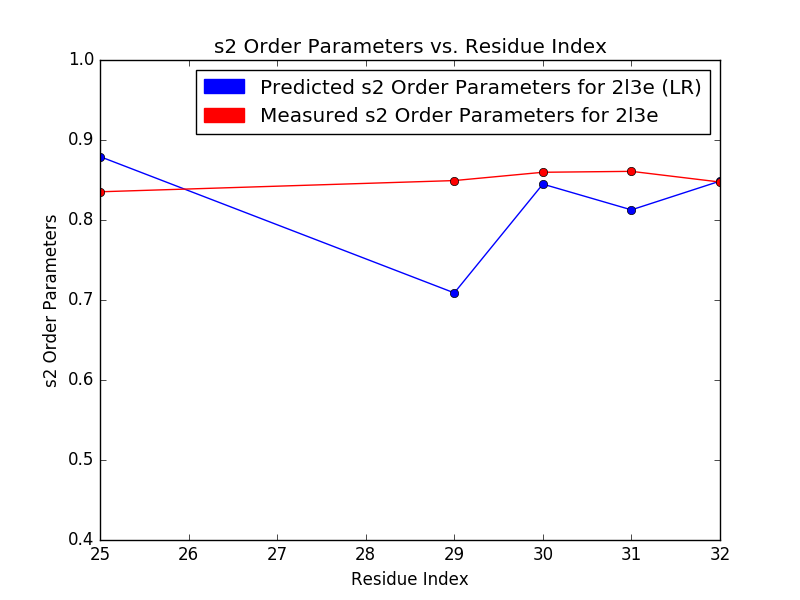 s2 Order Parameters vs. Residue Index
Predicted s2 Order Parameters for 2l3e (LR)
Measured s2 Order Parameters for 2l3e
1.0
0.9
0.8
0.7
0.6
0.5
0.4
s2 Order Parameters
25 26 27 28 29 30 31 32
Residue Index